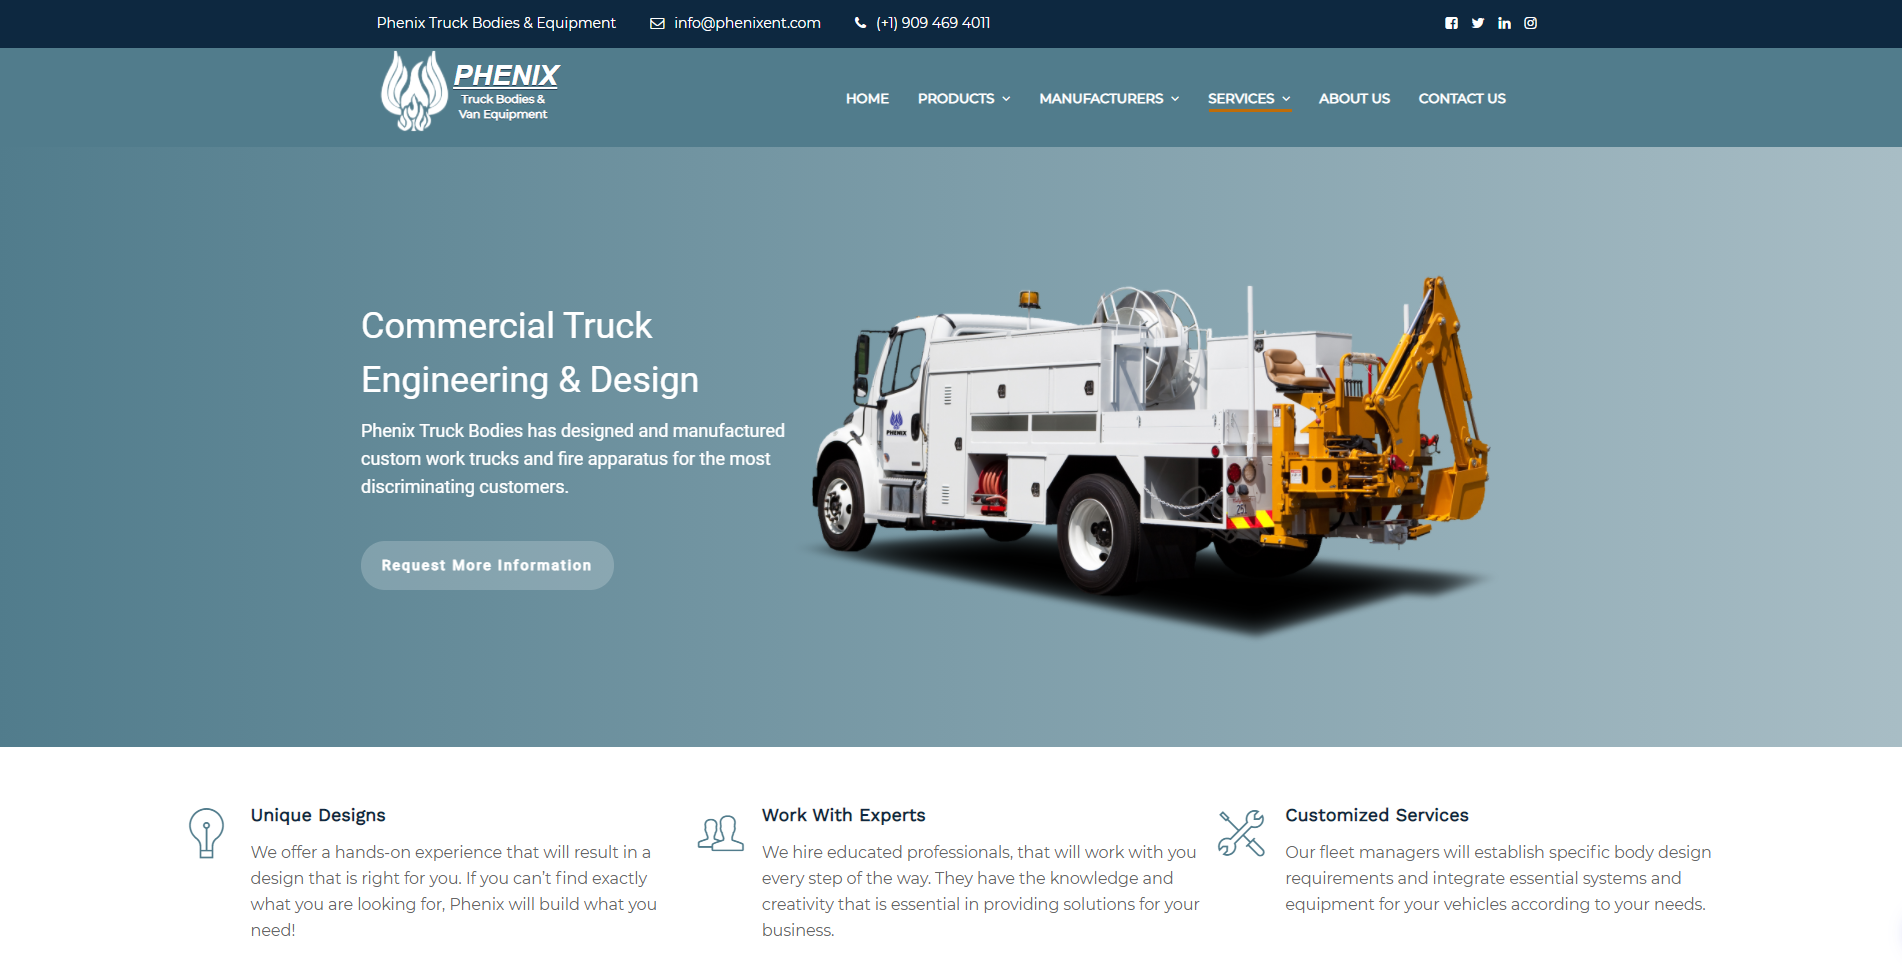 Phenix Truck Bodies & Equipment
info@phenixent.com
(+1) 909 469 4011
PHENIX
Truck Bodies &
Van Equipment
HOME
PRODUCTS
MANUFACTURERS
SERVICES
ABOUT US
CONTACT US
Commercial Truck
Engineering & Design
Phenix Truck Bodies has designed and manufactured
custom work trucks and fire apparatus for the most
discriminating customers.
Request More Information
PHENIX
Unique Designs
We offer a hands-on experience that will result in a
design that is right for you. If you can’t find exactly
what you are looking for, Phenix will build what you
need!
Work With Experts
We hire educated professionals, that will work with you
every step of the way. They have the knowledge and
creativity that is essential in providing solutions for your
business.
Customized Services
Our fleet managers will establish specific body design
requirements and integrate essential systems and
equipment for your vehicles according to your needs.